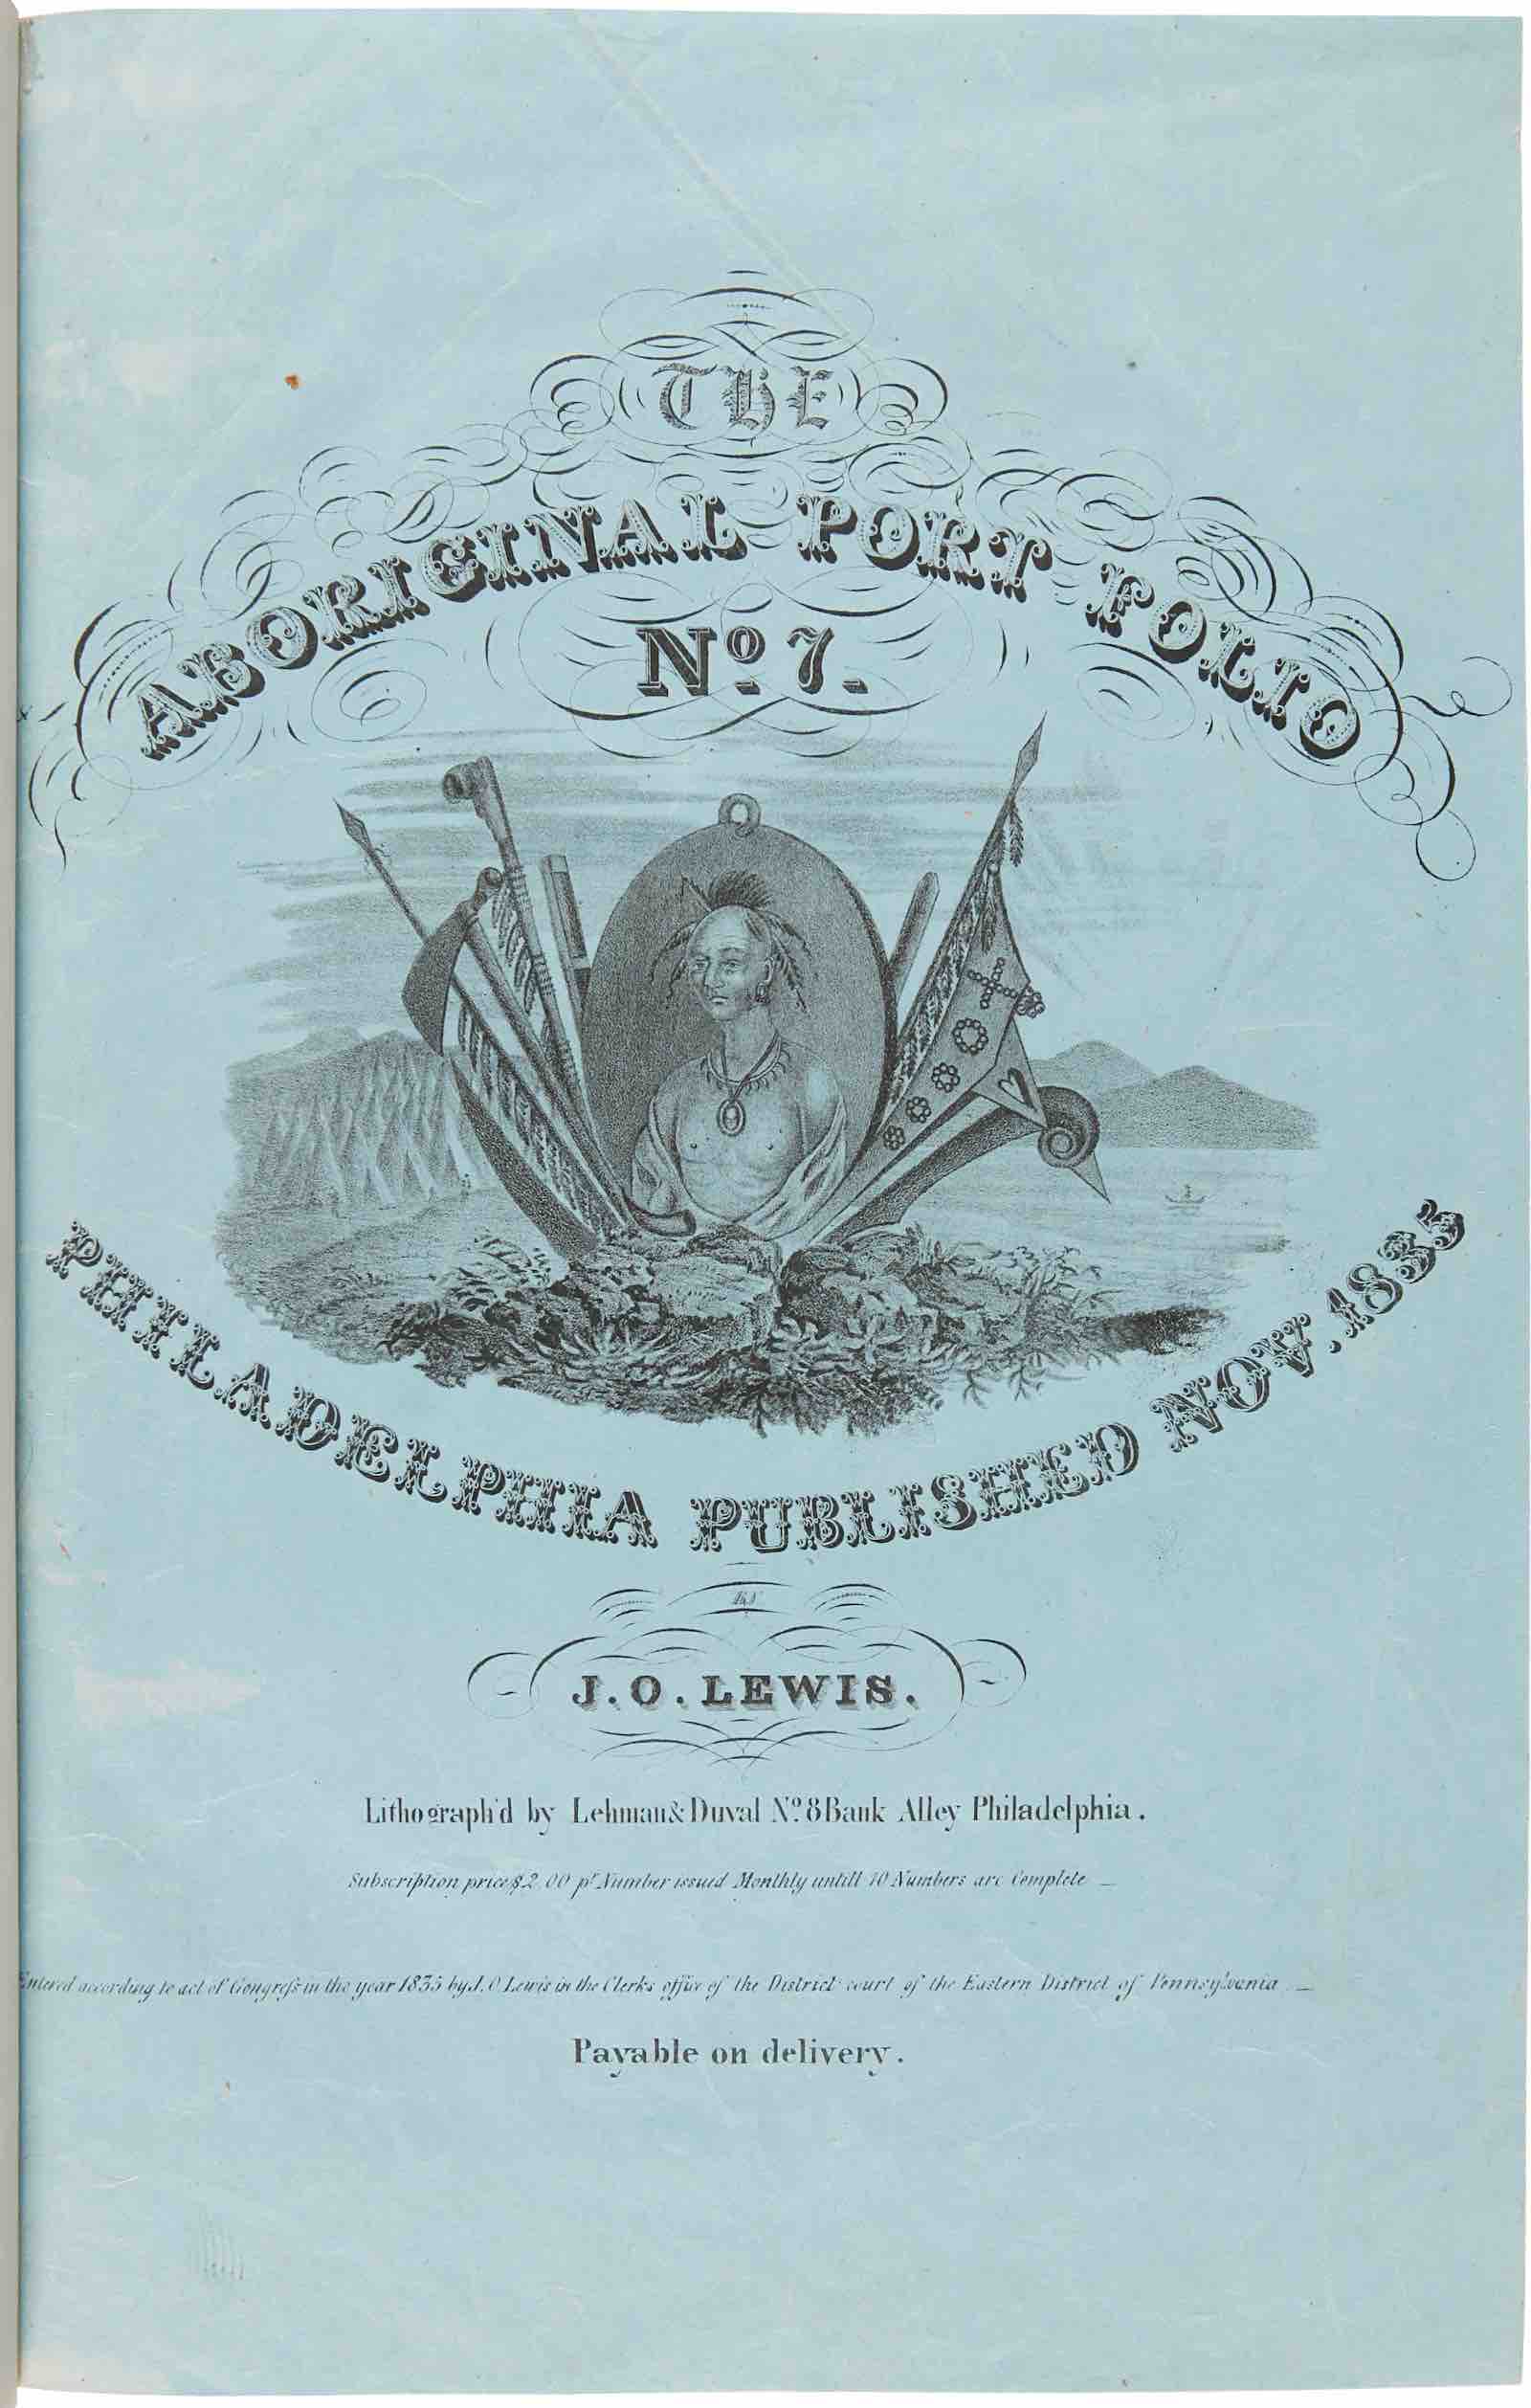 THE
ABORIGINAL PORT FOLIO
No. 7.
PHILADELPHIA PUBLISHED NOV. 1835
BY
J. O. LEWIS.
Lithograph'd by Lehman & Duval No. 8 Bank Alley Philadelphia.
Subscription price $2.00 pr. Number issued Monthly untill 10 Numbers are Complete —
Entered according to act of Congress in the year 1835 by J. O Lewis in the Clerks office of the District court of the Eastern District of Pennsylvania —
Payable on delivery.